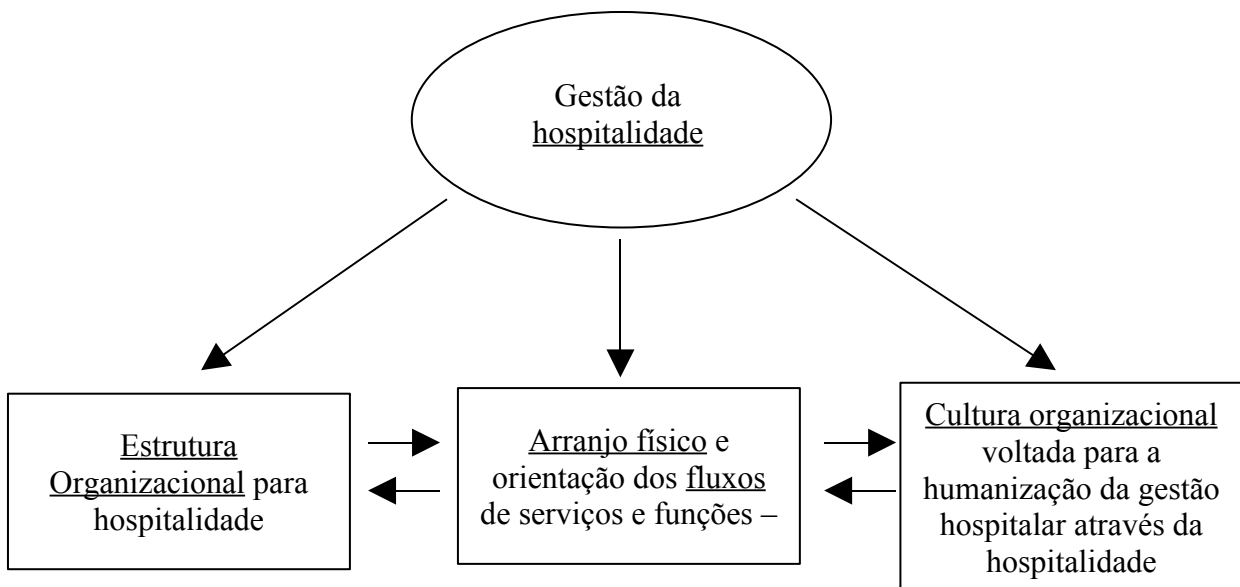 Gestão da
hospitalidade
Estrutura
Organizacional para
hospitalidade
Arranjo físico e
orientação dos fluxos
de serviços e funções –
Cultura organizacional
voltada para a
humanização da gestão
hospitalar através da
hospitalidade